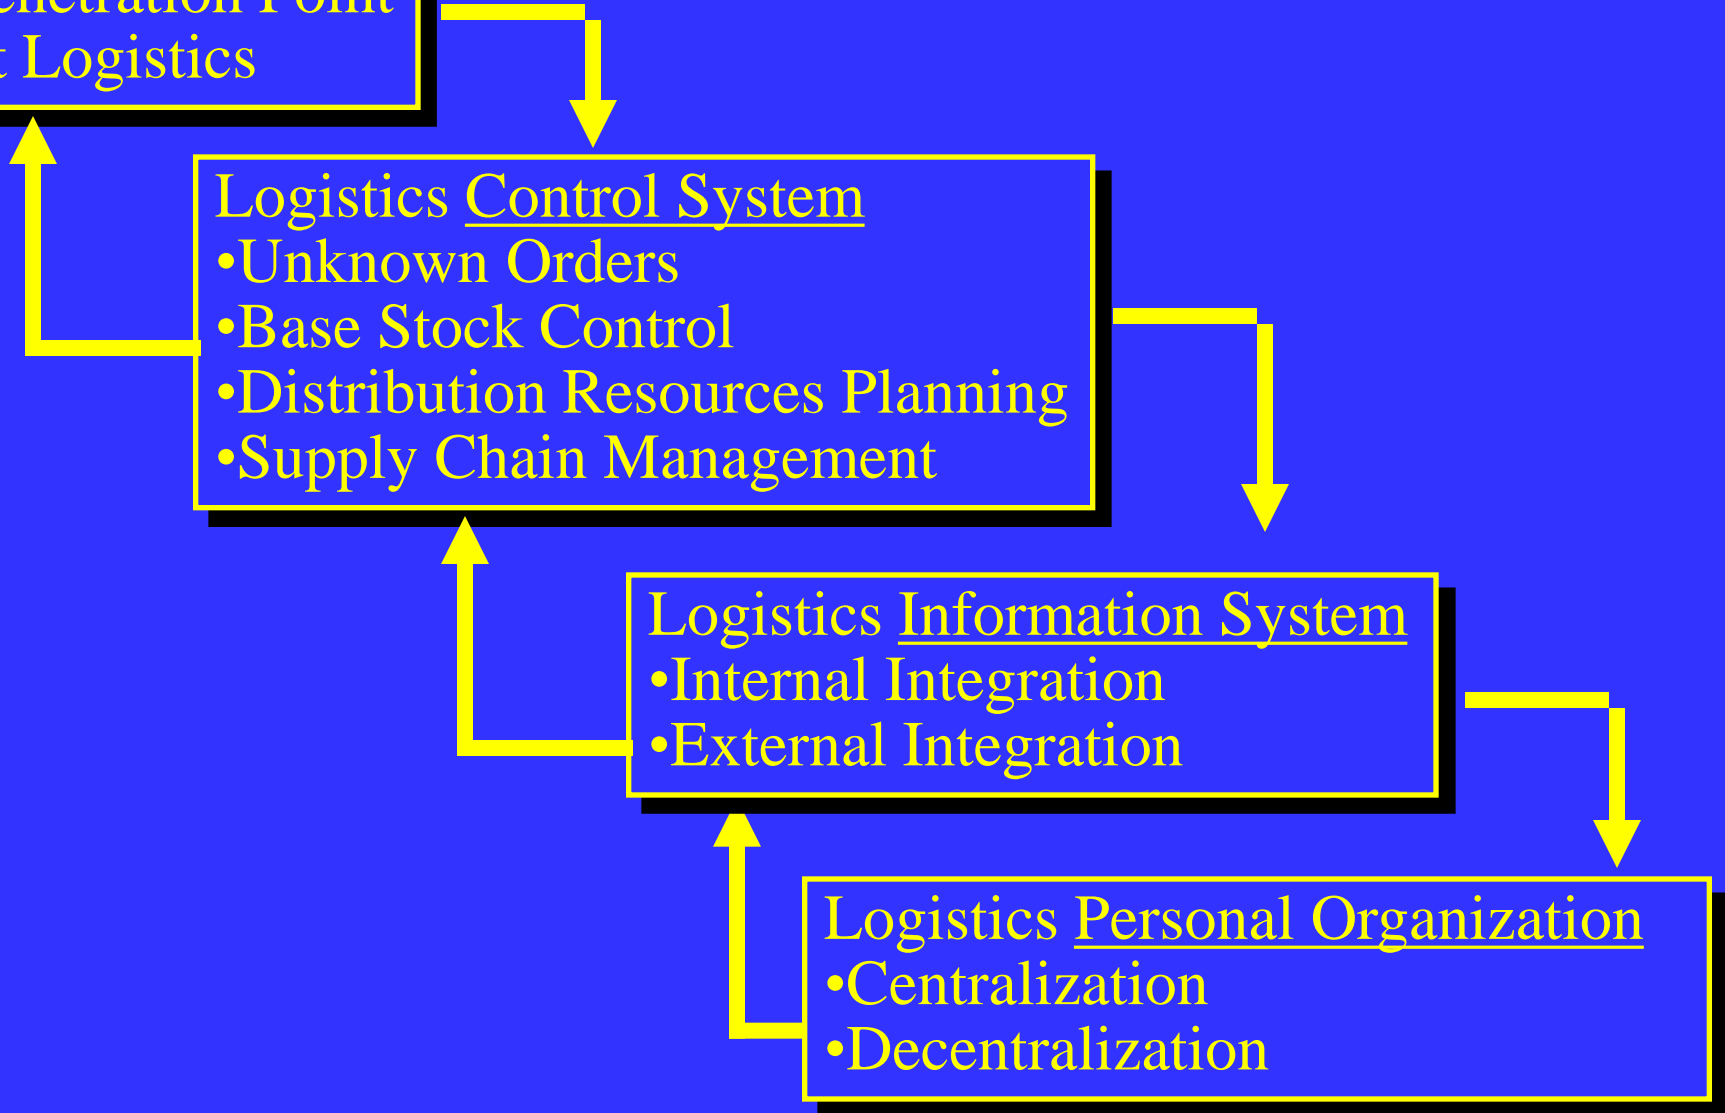 Point
Logistics
Logistics Control System
•Unknown Orders
•Base Stock Control
•Distribution Resources Planning
•Supply Chain Management
Logistics Information System
•Internal Integration
•External Integration
Logistics Personal Organization
•Centralization
•Decentralization